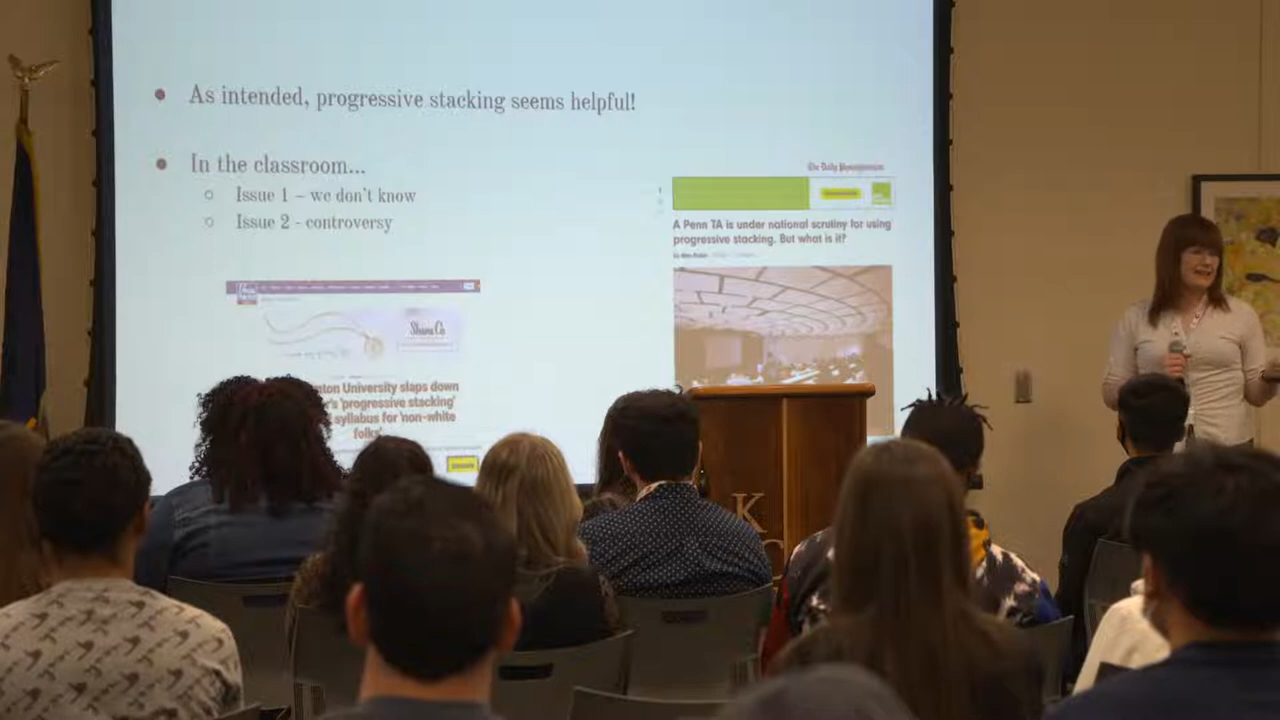 As intended, progressive stacking seems helpful!
In the classroom...
Issue 1 – we don't know
Issue 2 - controversy
The Daily Pennsylvanian
A Penn TA is under national scrutiny for using
progressive stacking. But what is it?
Shane Co
University slaps down
'progressive stacking'
syllabus for 'non-white
folks'
K